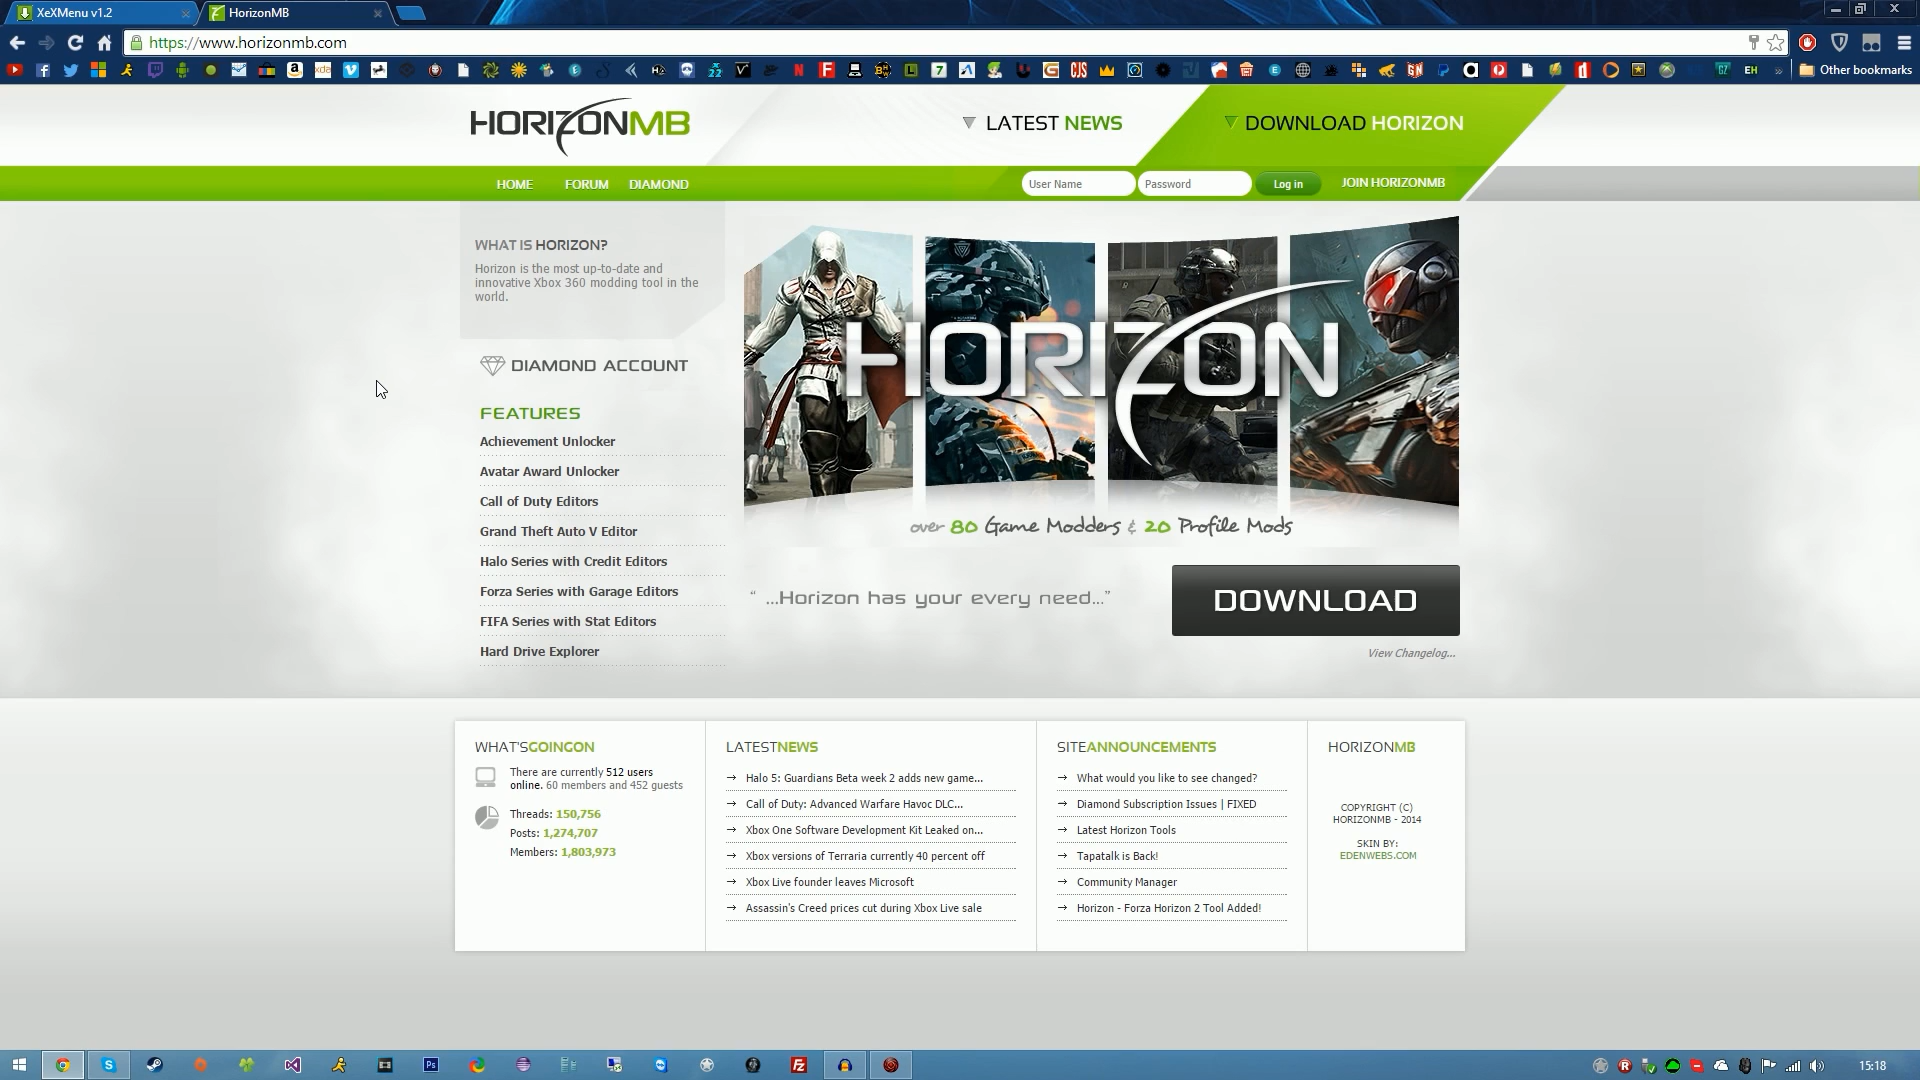 XeXMenu v1.2
HorizonMB
https://www.horizonmb.com
Other bookmarks
HORIZONMB
LATEST NEWS
DOWNLOAD HORIZON
HOME
FORUM
DIAMOND
User Name
Password
Log in
JOIN HORIZONMB
WHAT IS HORIZON?
Horizon is the most up-to-date and
innovative Xbox 360 modding tool in the
world.
DIAMOND ACCOUNT
FEATURES
Achievement Unlocker
Avatar Award Unlocker
Call of Duty Editors
Grand Theft Auto V Editor
Halo Series with Credit Editors
Forza Series with Garage Editors
FIFA Series with Stat Editors
Hard Drive Explorer
HORIZON
over 80 Game Modders & 20 Profile Mods
“ ...Horizon has your every need...”
DOWNLOAD
View Changelog...
WHAT'SGOINGON
There are currently 512 users
online. 60 members and 452 guests
Threads: 150,756
Posts: 1,274,707
Members: 1,803,973
LATESTNEWS
Halo 5: Guardians Beta week 2 adds new game...
Call of Duty: Advanced Warfare Havoc DLC...
Xbox One Software Development Kit Leaked on...
Xbox versions of Terraria currently 40 percent off
Xbox Live founder leaves Microsoft
Assassin's Creed prices cut during Xbox Live sale
SITEANNOUNCEMENTS
What would you like to see changed?
Diamond Subscription Issues | FIXED
Latest Horizon Tools
Tapatalk is Back!
Community Manager
Horizon - Forza Horizon 2 Tool Added!
HORIZONMB
COPYRIGHT (C)
HORIZONMB - 2014
SKIN BY:
EDENWEBS.COM
15:18